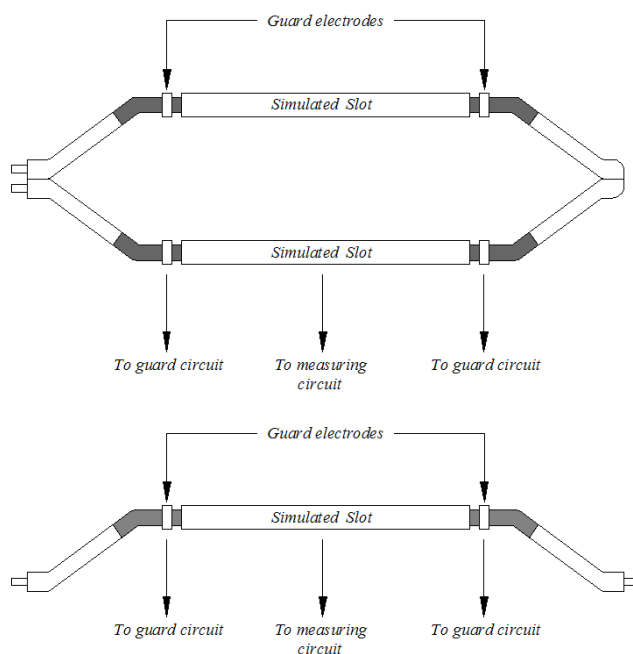 Guard electrodes
Simulated Slot
Simulated Slot
To guard circuit
To measuring
circuit
To guard circuit
Guard electrodes
Simulated Slot
To guard circuit
To measuring
circuit
To guard circuit